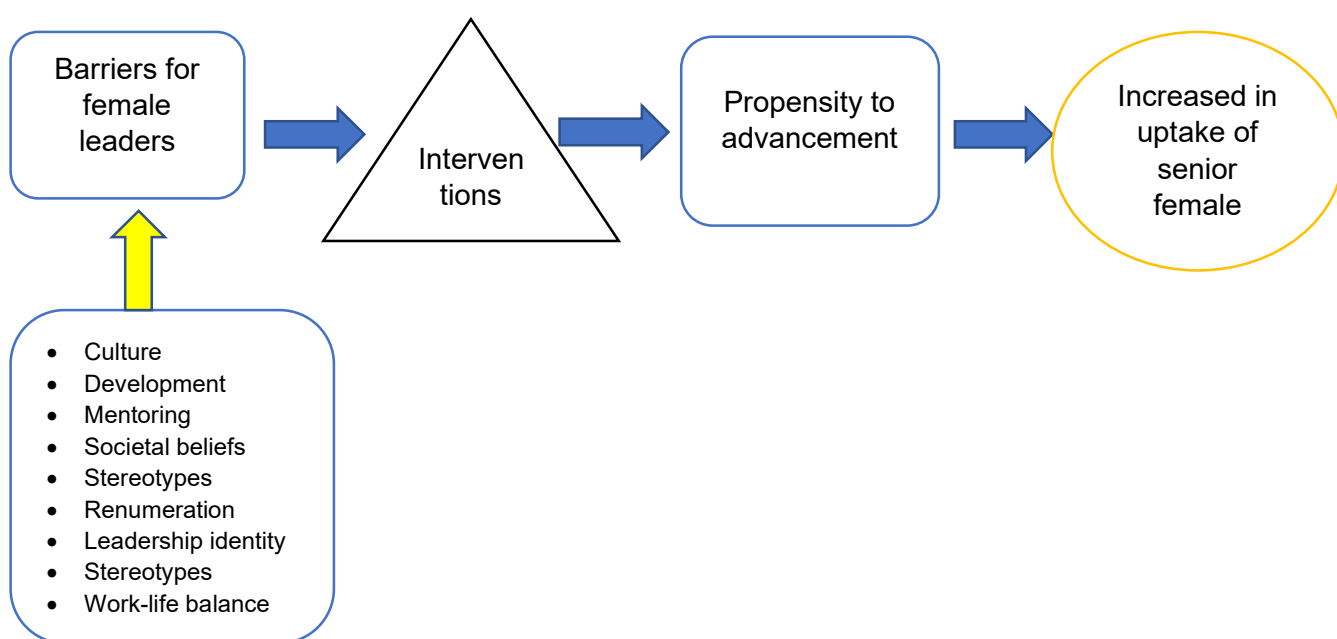 Barriers for
female
leaders
Interven
tions
Propensity to
advancement
Increased in
uptake of
senior
female
• Culture
• Development
• Mentoring
• Societal beliefs
• Stereotypes
• Renumeration
• Leadership identity
• Stereotypes
• Work-life balance